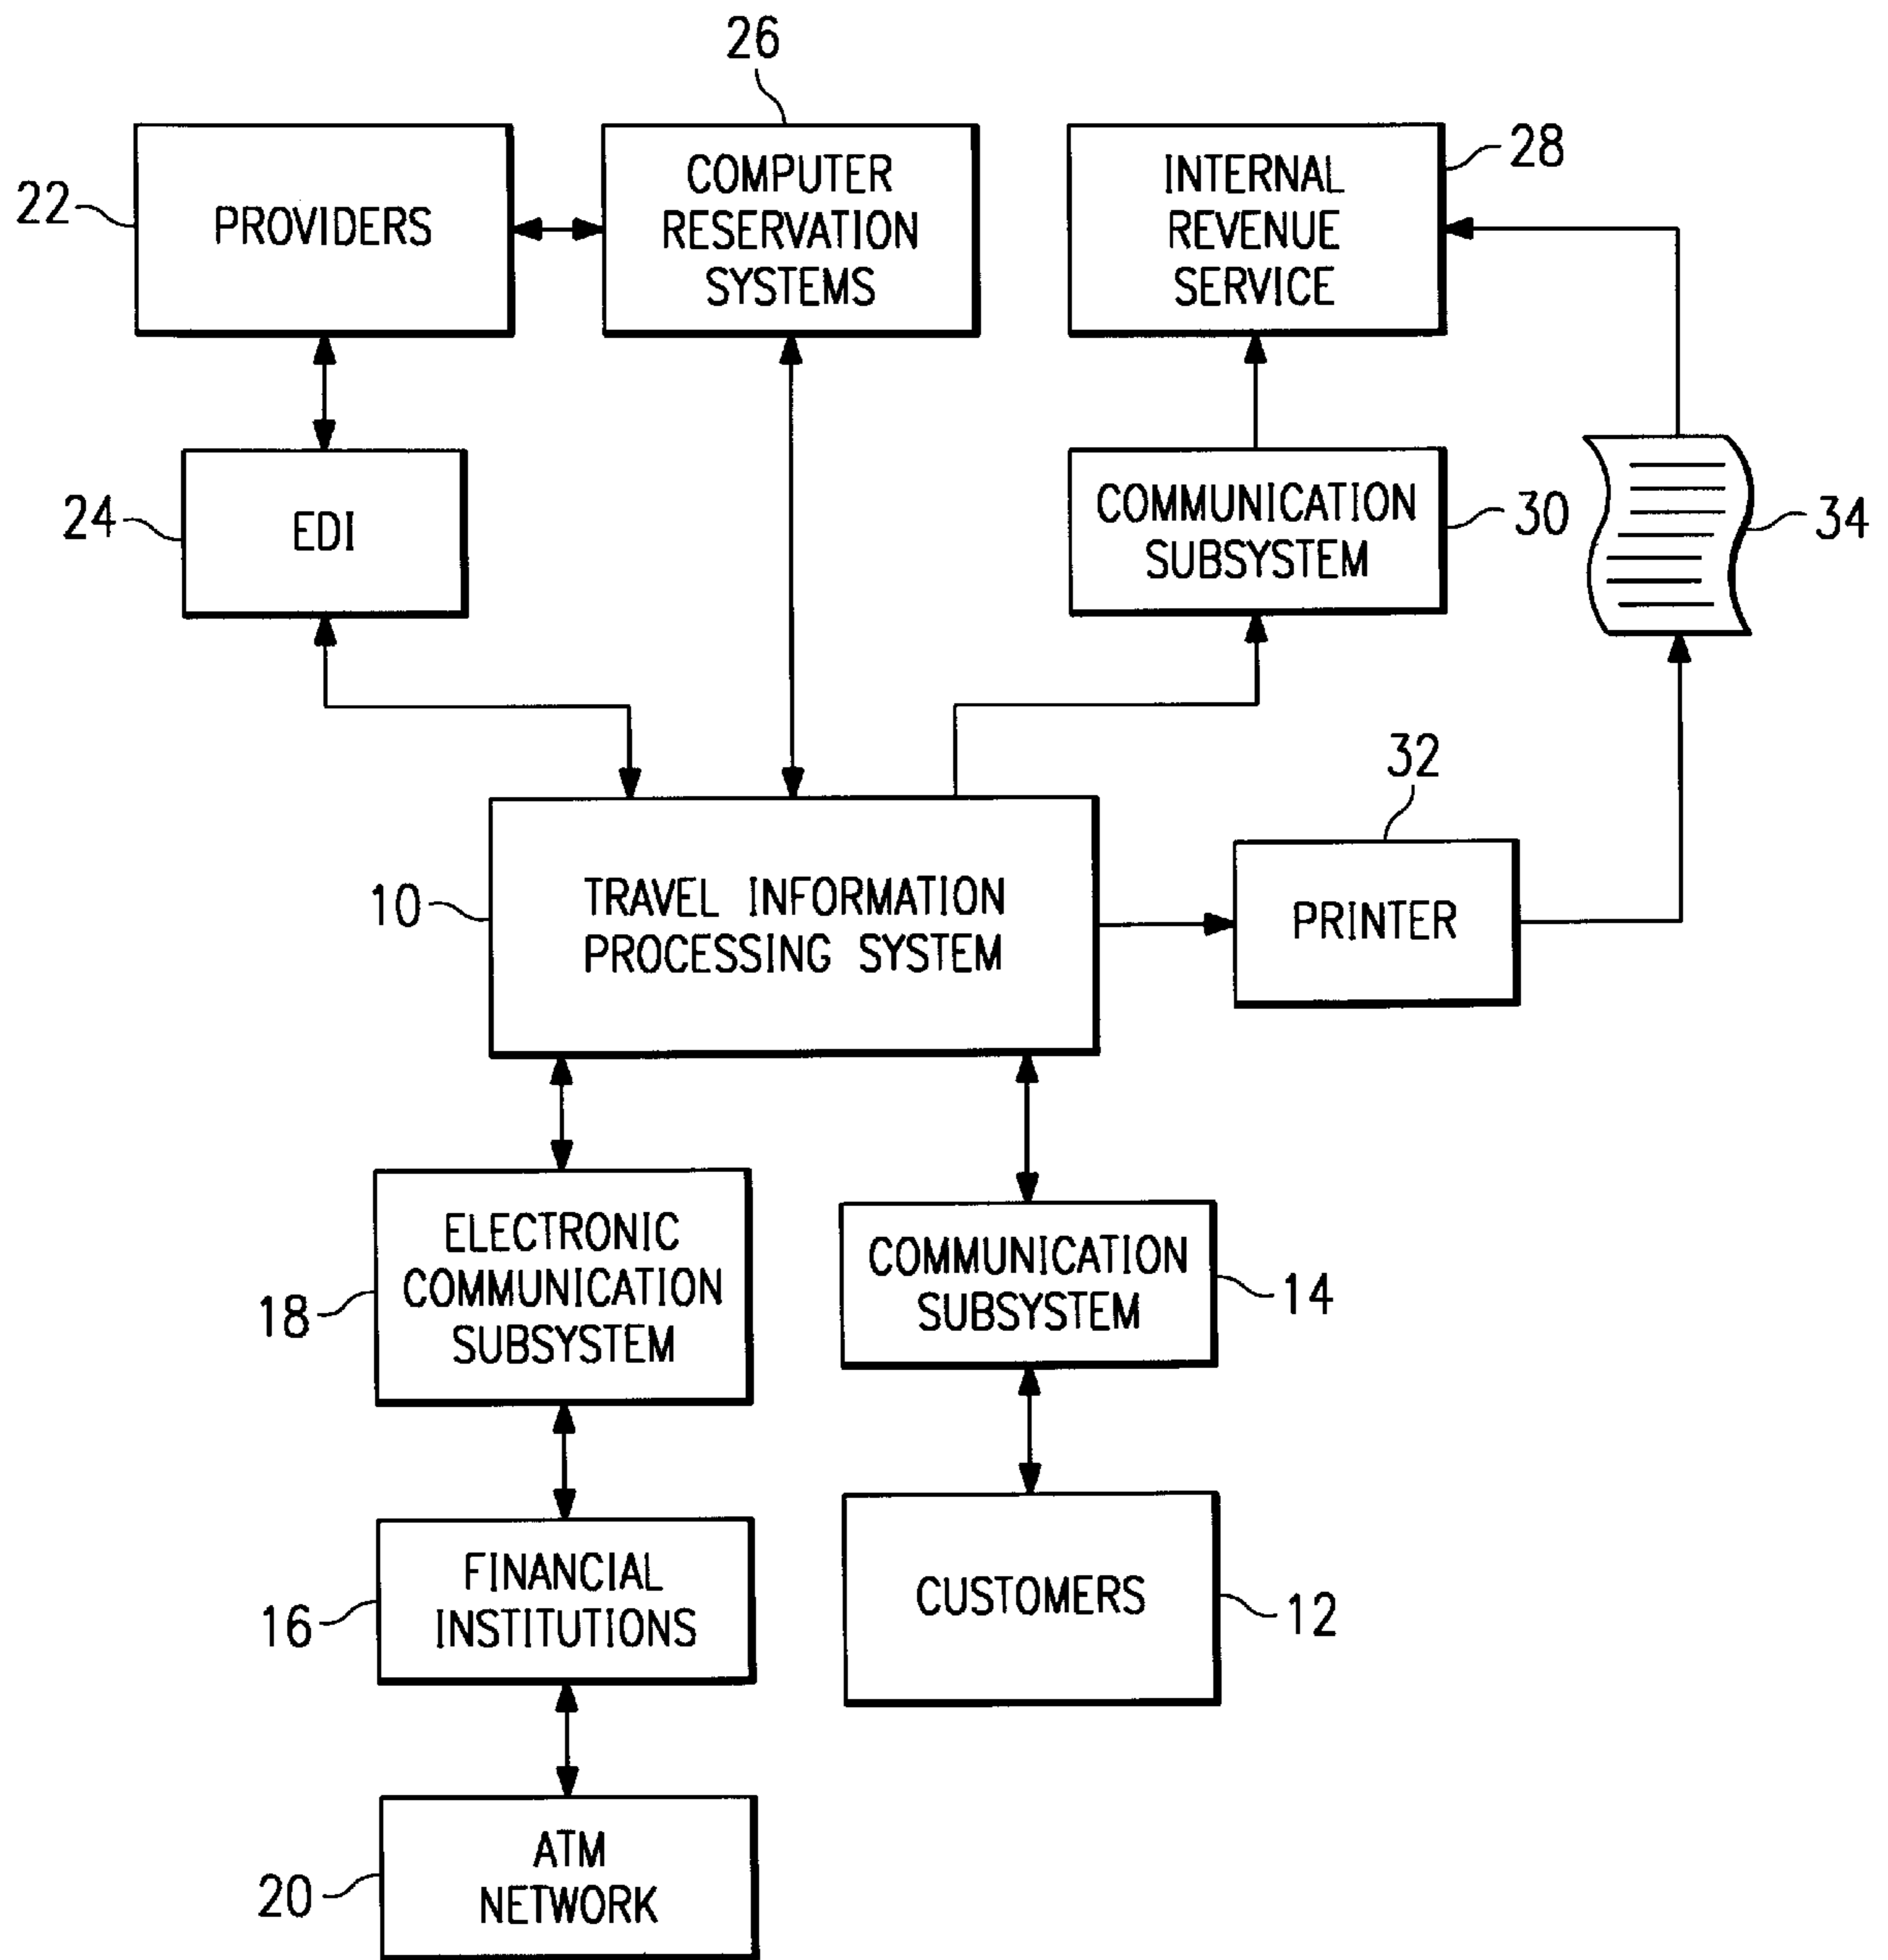 26
22
PROVIDERS
COMPUTER
RESERVATION
SYSTEMS
INTERNAL
REVENUE
SERVICE
28
24
EDI
COMMUNICATION
SUBSYSTEM
30
34
32
10
TRAVEL INFORMATION
PROCESSING SYSTEM
PRINTER
18
ELECTRONIC
COMMUNICATION
SUBSYSTEM
COMMUNICATION
SUBSYSTEM
14
16
FINANCIAL
INSTITUTIONS
CUSTOMERS
12
20
ATM
NETWORK